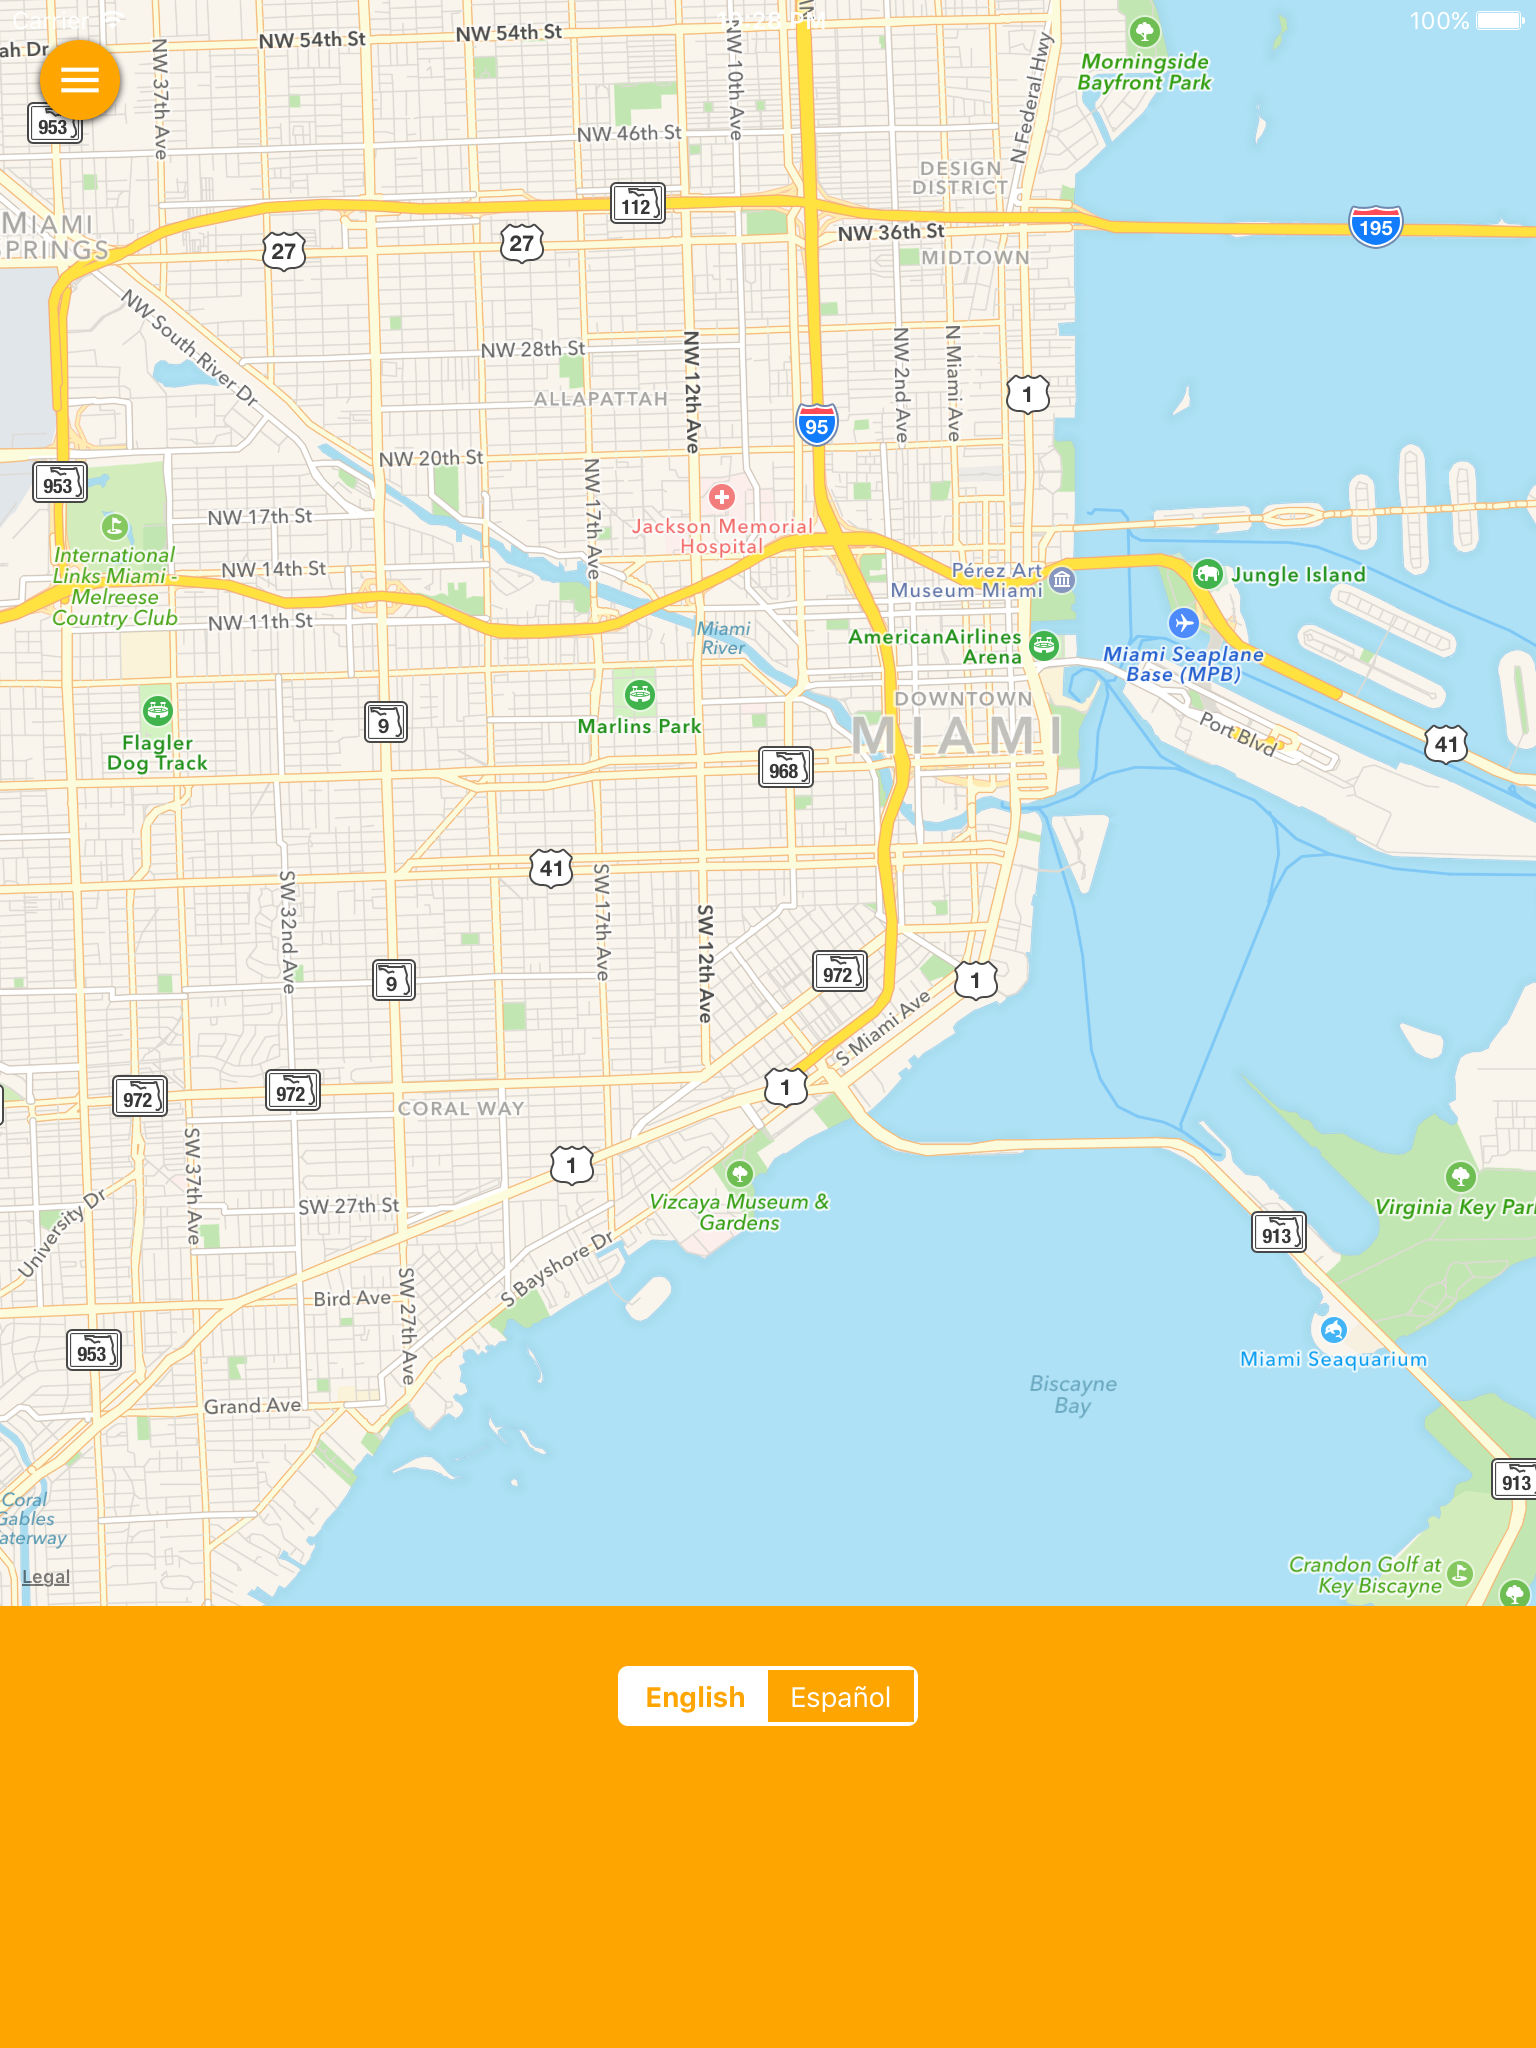 Carrier
100%
ah Dr
NW 54th St
NW 54th St
NW 37th Ave
NW 10th Ave
N Federal Hwy
Morningside
Bayfront Park
953
NW 46th St
DESIGN
DISTRICT
112
MIAMI
SPRINGS
27
27
NW 36th St
195
MIDTOWN
NW South River Dr
NW 28th St
NW 12th Ave
NW 2nd Ave
N Miami Ave
ALLAPATTAH
1
95
NW 20th St
NW 17th Ave
953
Jackson Memorial
Hospital
NW 17th St
International
Links Miami -
Melreese
Country Club
NW 14th St
NW 11th St
Pérez Art
Museum Miami
Jungle Island
Miami
River
AmericanAirlines
Arena
Miami Seaplane
Base (MPB)
DOWNTOWN
MIAMI
Marlins Park
9
Flagler
Dog Track
Port Blvd
41
968
41
SW 32nd Ave
SW 17th Ave
SW 12th Ave
972
9
1
S Miami Ave
972
972
1
CORAL WAY
SW 37th Ave
1
Vizcaya Museum &
Gardens
Virginia Key Park
University Dr
SW 27th St
913
S Bayshore Dr
Bird Ave
SW 27th Ave
953
Miami Seaquarium
Biscayne
Bay
Grand Ave
913
Coral
Gables
aterway
Legal
Crandon Golf at
Key Biscayne
English
Español